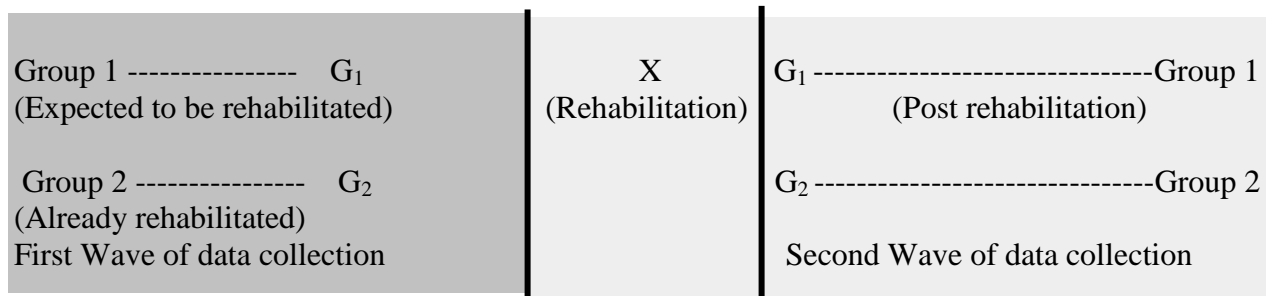 Group 1 ---------------- G₁
(Expected to be rehabilitated)
Group 2 ---------------- G₂
(Already rehabilitated)
First Wave of data collection
X
(Rehabilitation)
G₁ --------------------------------Group 1
(Post rehabilitation)
G₂ --------------------------------Group 2
Second Wave of data collection